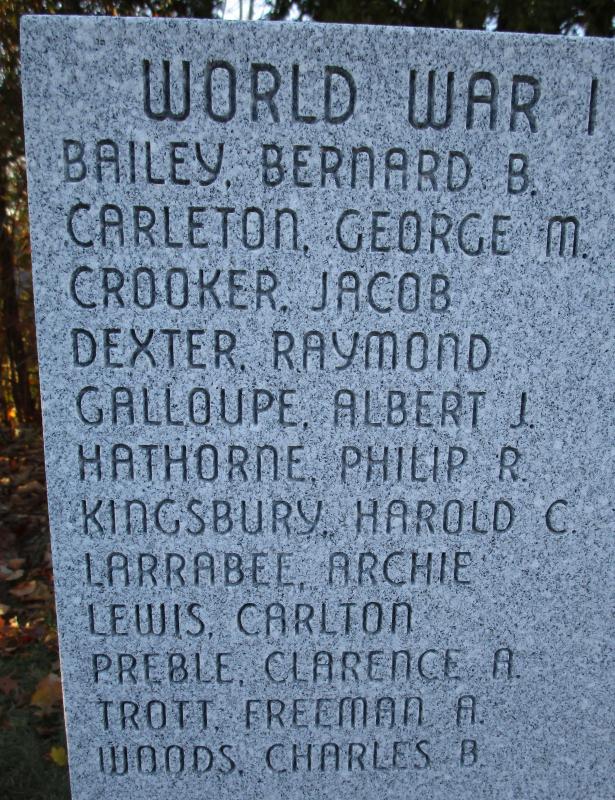 WORLD WAR I
BAILEY, BERNARD B.
CARLETON, GEORGE M.
CROOKER, JACOB
DEXTER, RAYMOND
GALLOUPE, ALBERT J.
HATHORNE, PHILIP R.
KINGSBURY, HAROLD C.
LARRABEE, ARCHIE
LEWIS, CARLTON
PREBLE, CLARENCE A.
TROTT, FREEMAN A.
WOODS, CHARLES B.